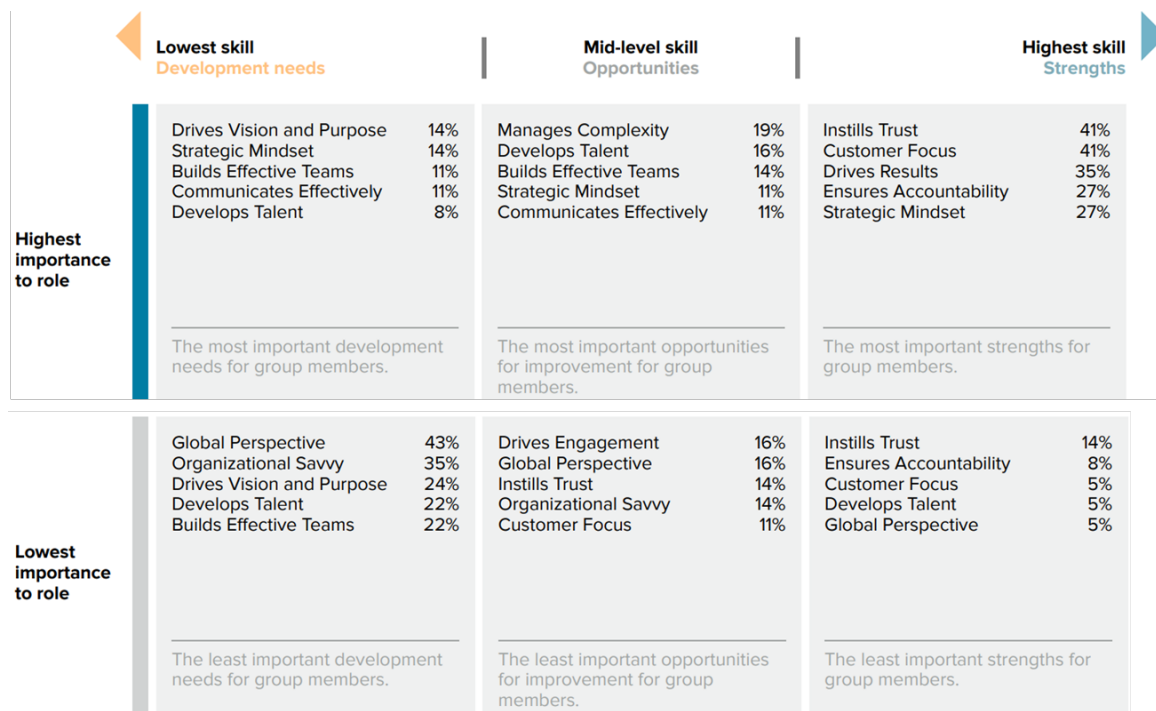 Lowest skill
Development needs
Mid-level skill
Opportunities
Highest skill
Strengths
Highest
importance
to role
Drives Vision and Purpose 14%
Strategic Mindset 14%
Builds Effective Teams 11%
Communicates Effectively 11%
Develops Talent 8%
The most important development
needs for group members.
Manages Complexity 19%
Develops Talent 16%
Builds Effective Teams 14%
Strategic Mindset 11%
Communicates Effectively 11%
The most important opportunities
for improvement for group
members.
Instills Trust 41%
Customer Focus 41%
Drives Results 35%
Ensures Accountability 27%
Strategic Mindset 27%
The most important strengths for
group members.
Lowest
importance
to role
Global Perspective 43%
Organizational Savvy 35%
Drives Vision and Purpose 24%
Develops Talent 22%
Builds Effective Teams 22%
The least important development
needs for group members.
Drives Engagement 16%
Global Perspective 16%
Instills Trust 14%
Organizational Savvy 14%
Customer Focus 11%
The least important opportunities
for improvement for group
members.
Instills Trust 14%
Ensures Accountability 8%
Customer Focus 5%
Develops Talent 5%
Global Perspective 5%
The least important strengths for
group members.